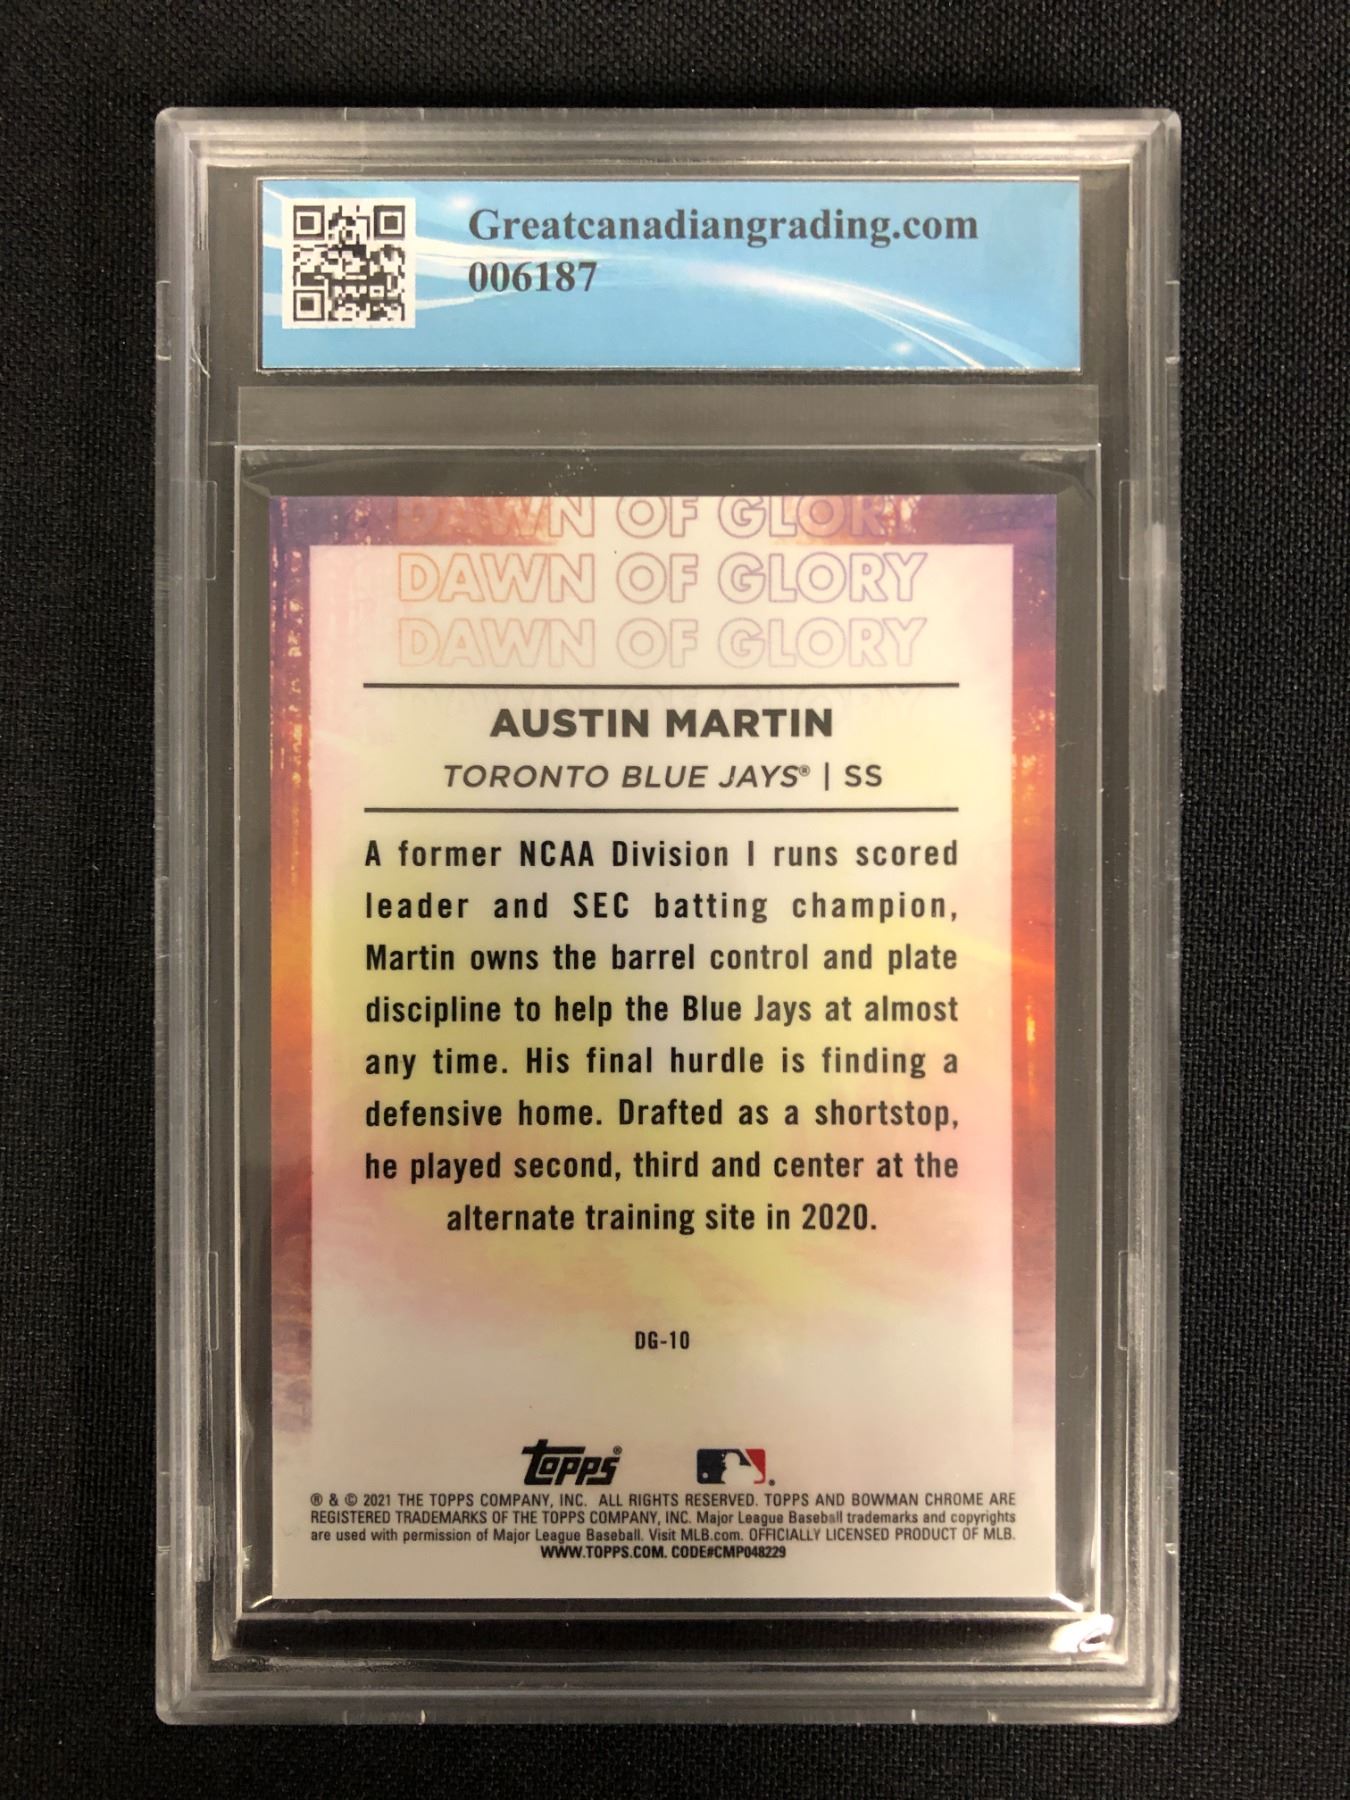 Greatcanadiangrading.com
006187
DAWN OF GLORY
DAWN OF GLORY
DAWN OF GLORY
AUSTIN MARTIN
TORONTO BLUE JAYS® | SS
A former NCAA Division I runs scored
leader and SEC batting champion,
Martin owns the barrel control and plate
discipline to help the Blue Jays at almost
any time. His final hurdle is finding a
defensive home. Drafted as a shortstop,
he played second, third and center at the
alternate training site in 2020.
DG-10
Topps®
® & © 2021 THE TOPPS COMPANY, INC. ALL RIGHTS RESERVED. TOPPS AND BOWMAN CHROME ARE
REGISTERED TRADEMARKS OF THE TOPPS COMPANY, INC. Major League Baseball trademarks and copyrights
are used with permission of Major League Baseball. Visit MLB.com. OFFICIALLY LICENSED PRODUCT OF MLB.
WWW.TOPPS.COM. CODE#CMP048229